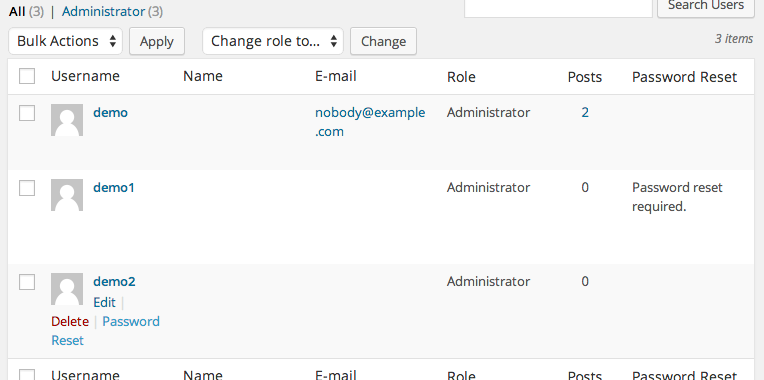 All (3) | Administrator (3)
Search Users
Bulk Actions Apply Change role to... Change 3 items
Username Name E-mail Role Posts Password Reset
demo nobody@example Administrator 2
.com
demo1 Administrator 0 Password reset
required.
demo2 Administrator 0
Edit |
Delete | Password
Reset
Username Name E-mail Role Posts Password Reset